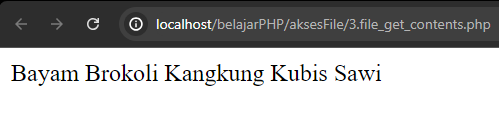 localhost/belajarPHP/aksesFile/3.file_get_contents.php
Bayam Brokoli Kangkung Kubis Sawi